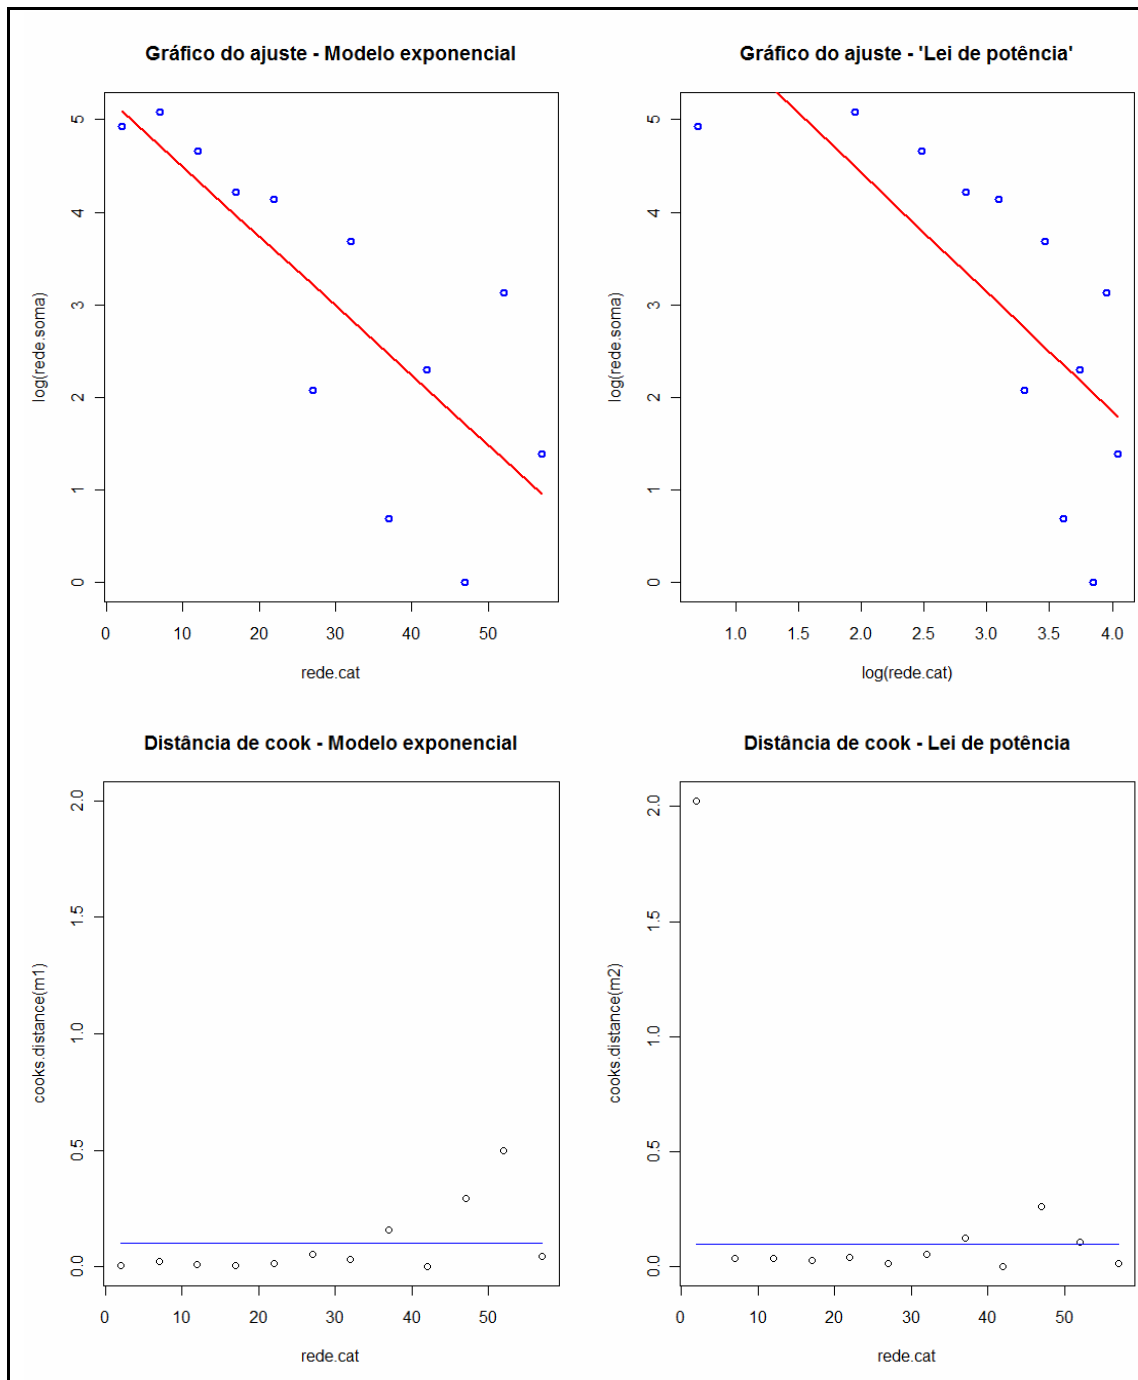 Gráfico do ajuste - Modelo exponencial
log(rede.soma)
5
4
3
2
1
0
0 10 20 30 40 50
rede.cat
Gráfico do ajuste - 'Lei de potência'
log(rede.soma)
5
4
3
2
1
0
1.0 1.5 2.0 2.5 3.0 3.5 4.0
log(rede.cat)
Distância de cook - Modelo exponencial
cooks.distance(m1)
2.0
1.5
1.0
0.5
0.0
0 10 20 30 40 50
rede.cat
Distância de cook - Lei de potência
cooks.distance(m2)
2.0
1.5
1.0
0.5
0.0
0 10 20 30 40 50
rede.cat